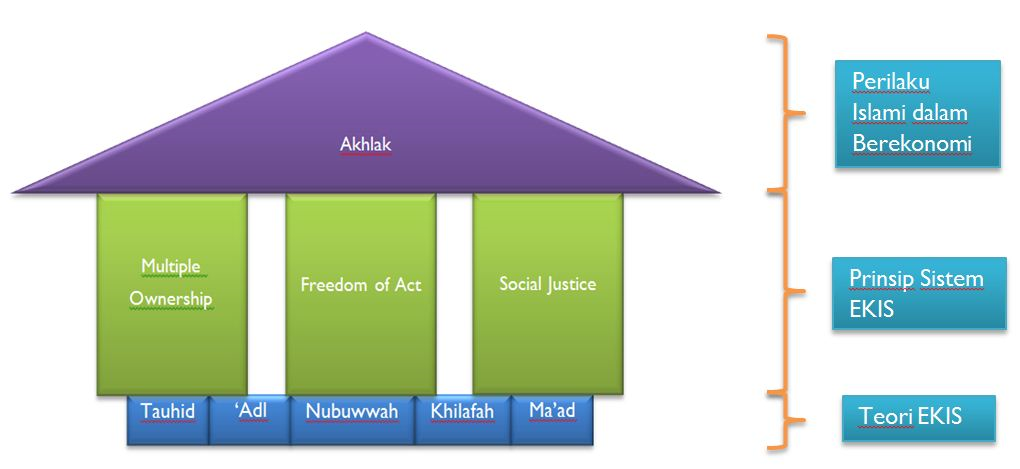 Akhlak
Multiple
Ownership
Freedom of Act
Social Justice
Tauhid
‘Adl
Nubuwwah
Khilafah
Ma’ad
Perilaku
Islami dalam
Berekonomi
Prinsip Sistem
EKIS
Teori EKIS